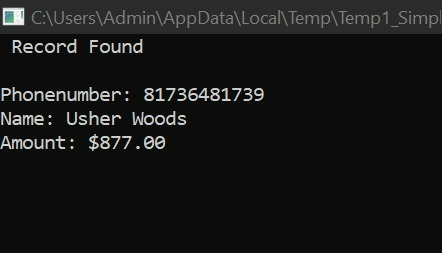 C:\Users\Admin\AppData\Local\Temp\Temp1_Simpl
Record Found
Phonenumber: 81736481739
Name: Usher Woods
Amount: $877.00